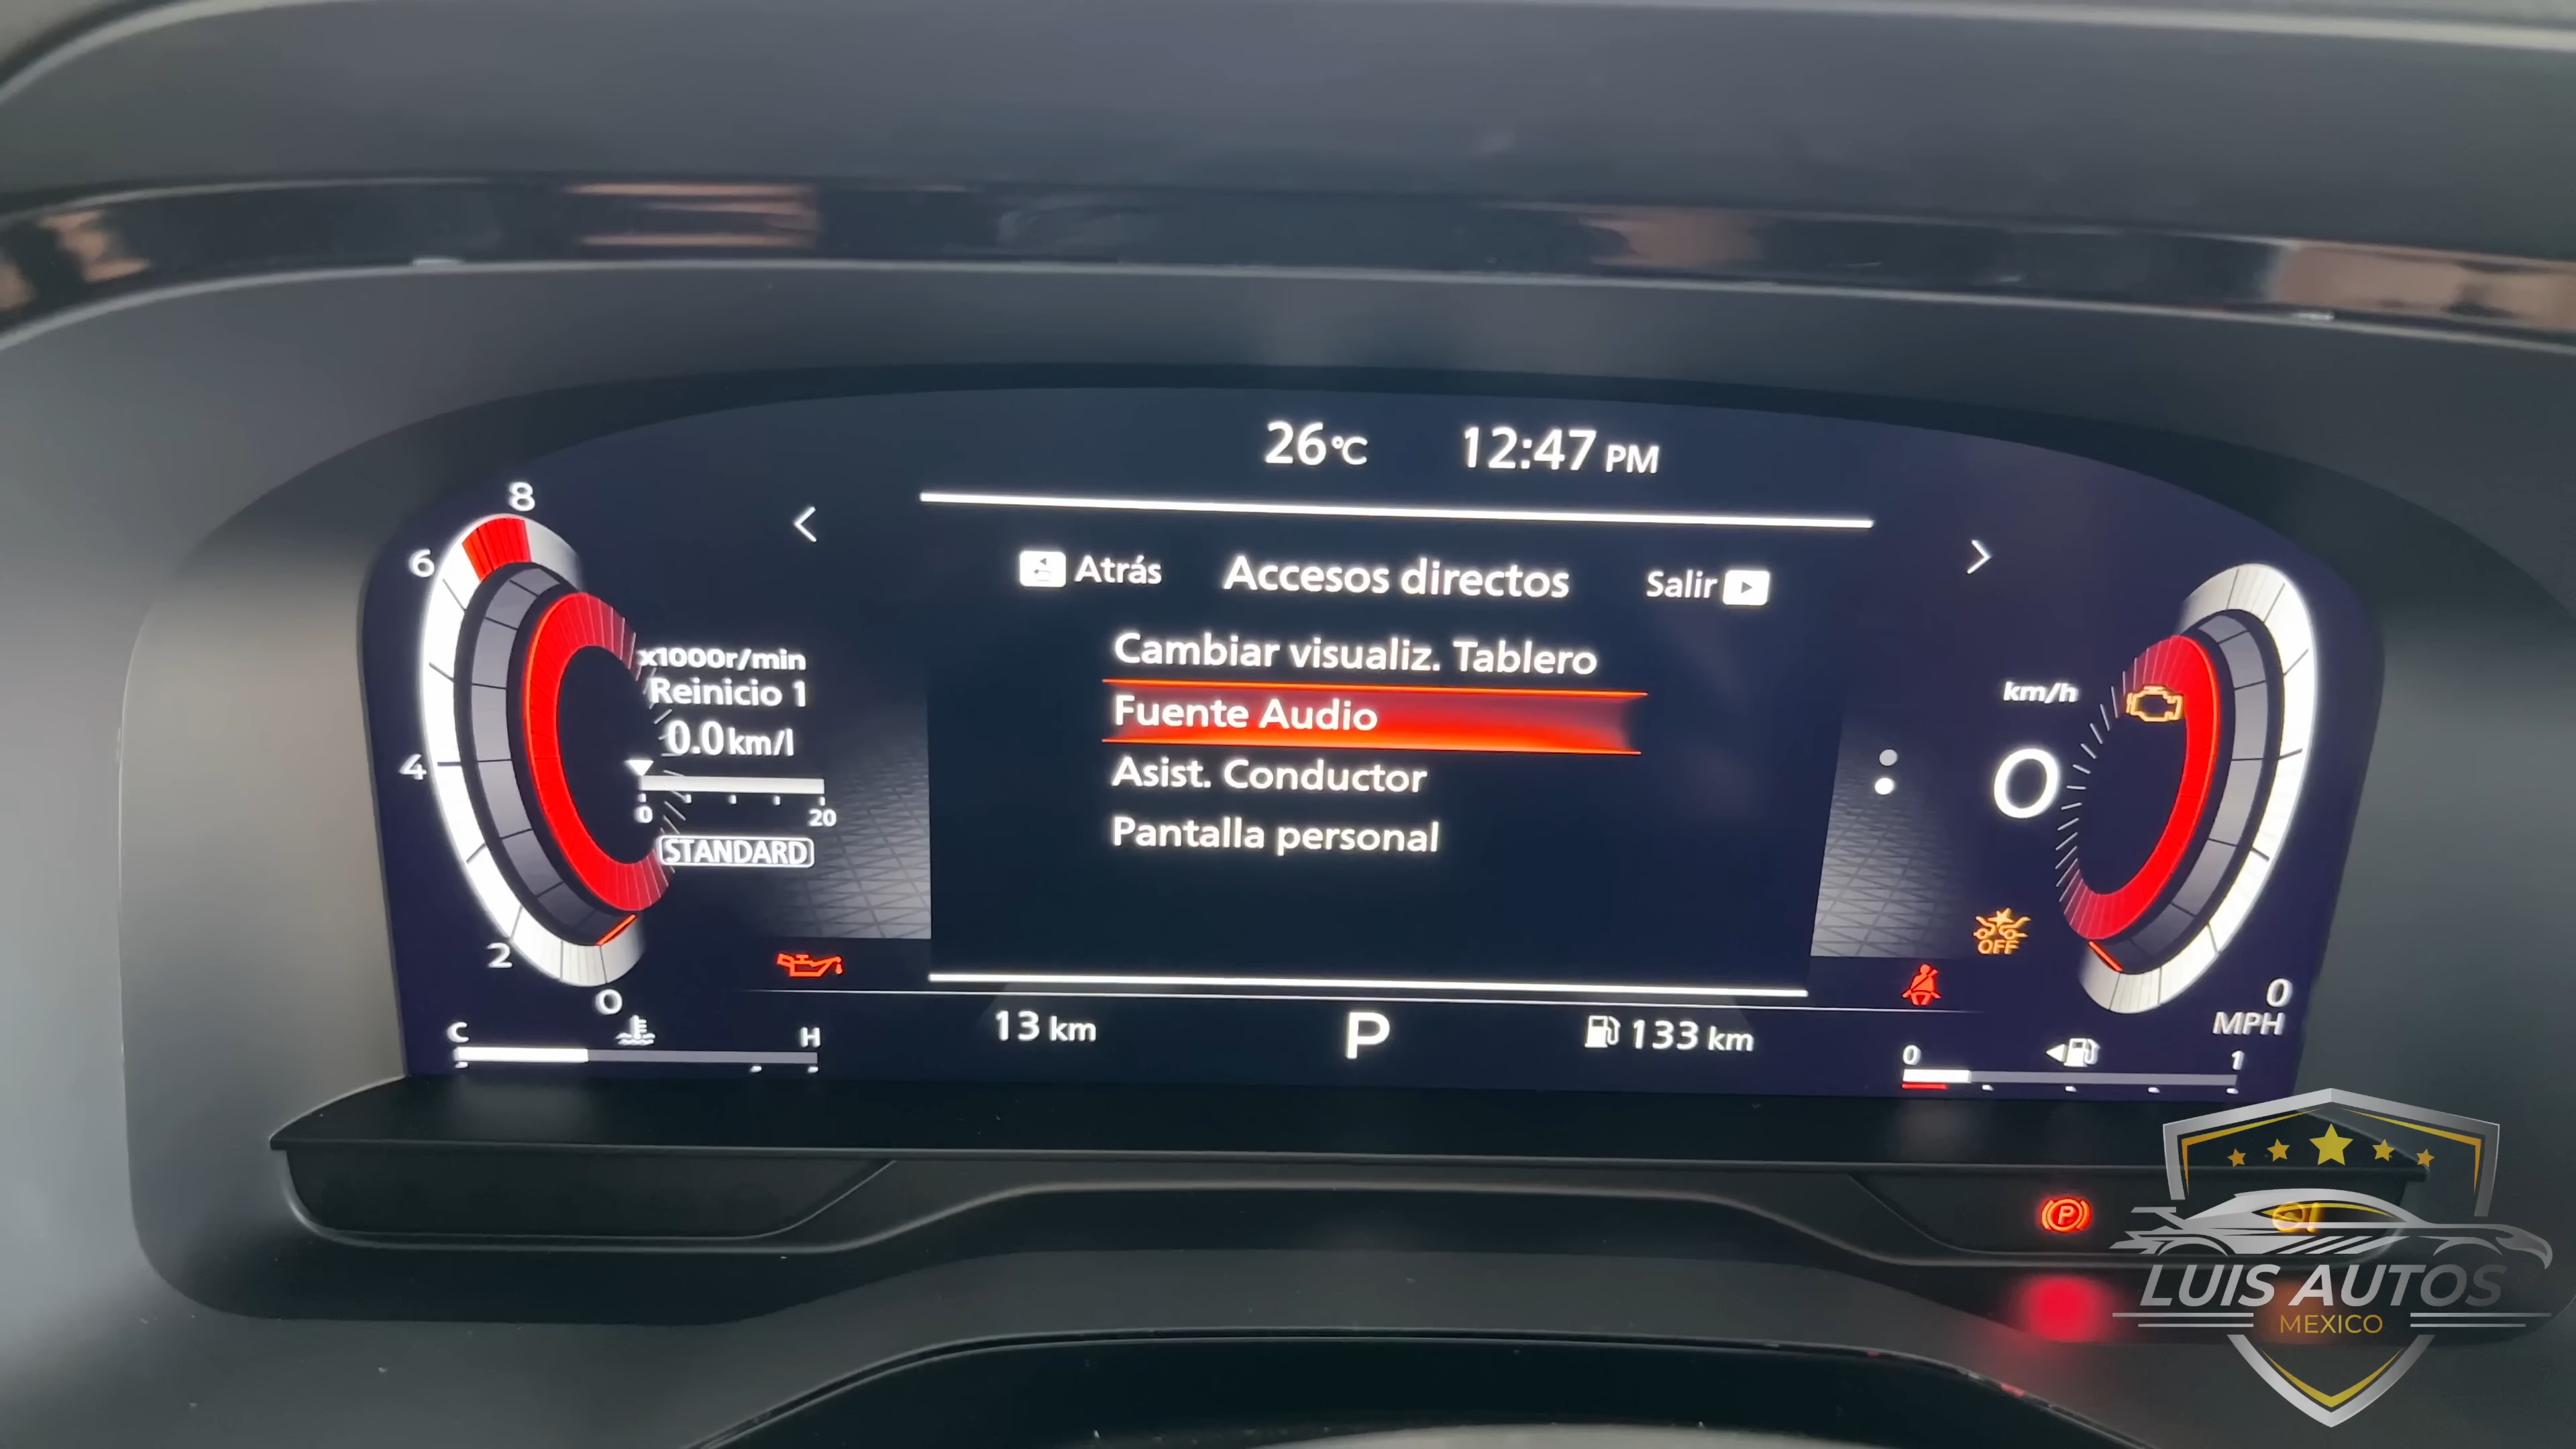 26°C 12:47 PM
8
6
4
2
0
x1000r/min
Reinicio 1
0.0 km/l
0 20
STANDARD
Atrás Accesos directos Salir
Cambiar visualiz. Tablero
Fuente Audio
Asist. Conductor
Pantalla personal
km/h
0
OFF
0
MPH
C H
13 km P 133 km
0 1
P
LUIS AUTOS
MEXICO